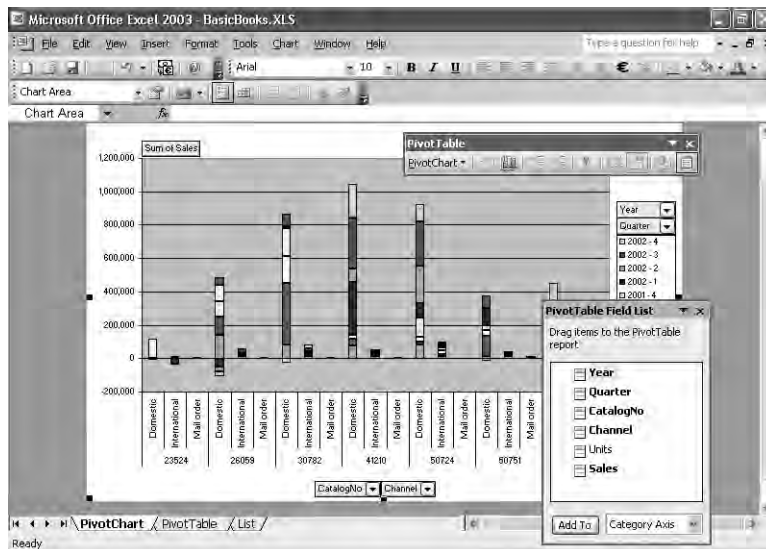 Microsoft Office Excel 2003 - BasicBooks.XLS
File Edit View Insert Format Tools Chart Window Help
Type a question for help
Arial 10 B I U €
Chart Area
Chart Area fx
Sum of Sales
PivotTable
PivotChart
1,200,000
1,000,000
800,000
600,000
400,000
200,000
0
-200,000
Year
Quarter
2002 - 4
2002 - 3
2002 - 2
2002 - 1
2001 - 4
PivotTable Field List
Drag items to the PivotTable
report
Year
Quarter
CatalogNo
Channel
Units
Sales
Add To Category Axis
Domestic International Mail order Domestic International Mail order Domestic International Mail order Domestic International Mail order Domestic International Mail order Domestic International Mail order
23524 26059 30782 41210 50724 60751
CatalogNo Channel
PivotChart PivotTable List
Ready